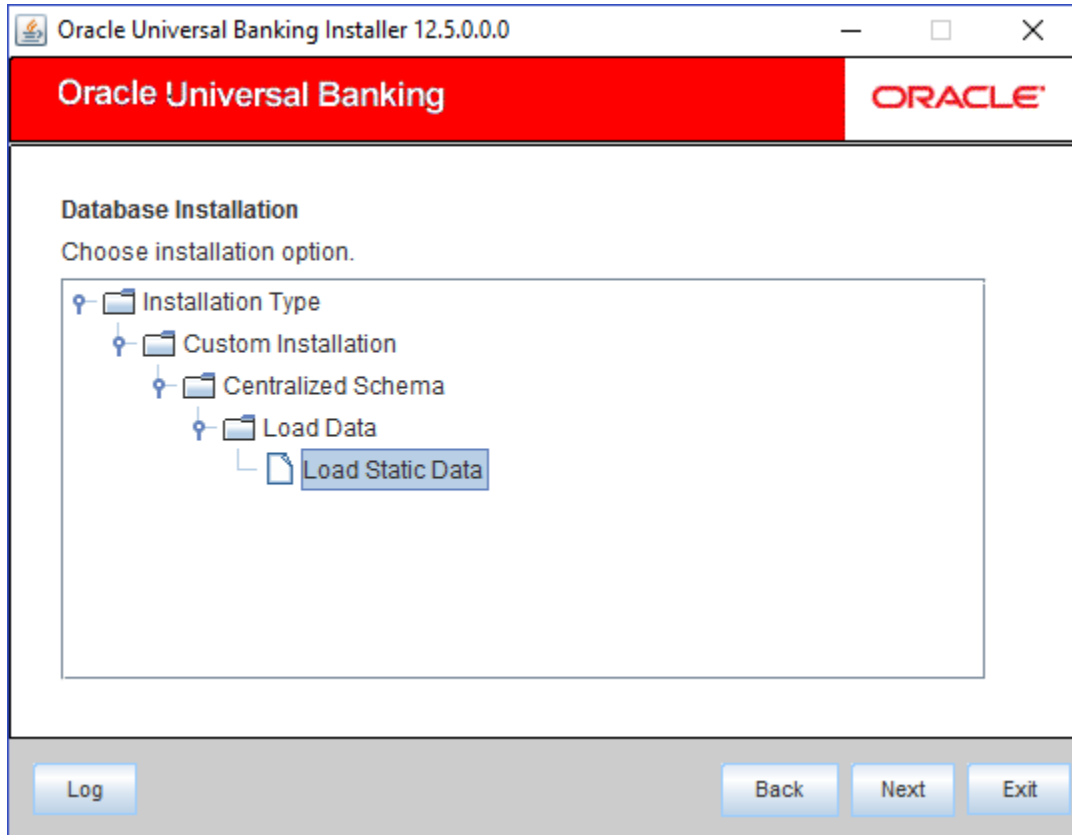 Oracle Universal Banking Installer 12.5.0.0.0
Oracle Universal Banking
ORACLE
Database Installation
Choose installation option.
Installation Type
Custom Installation
Centralized Schema
Load Data
Load Static Data
Log
Back
Next
Exit